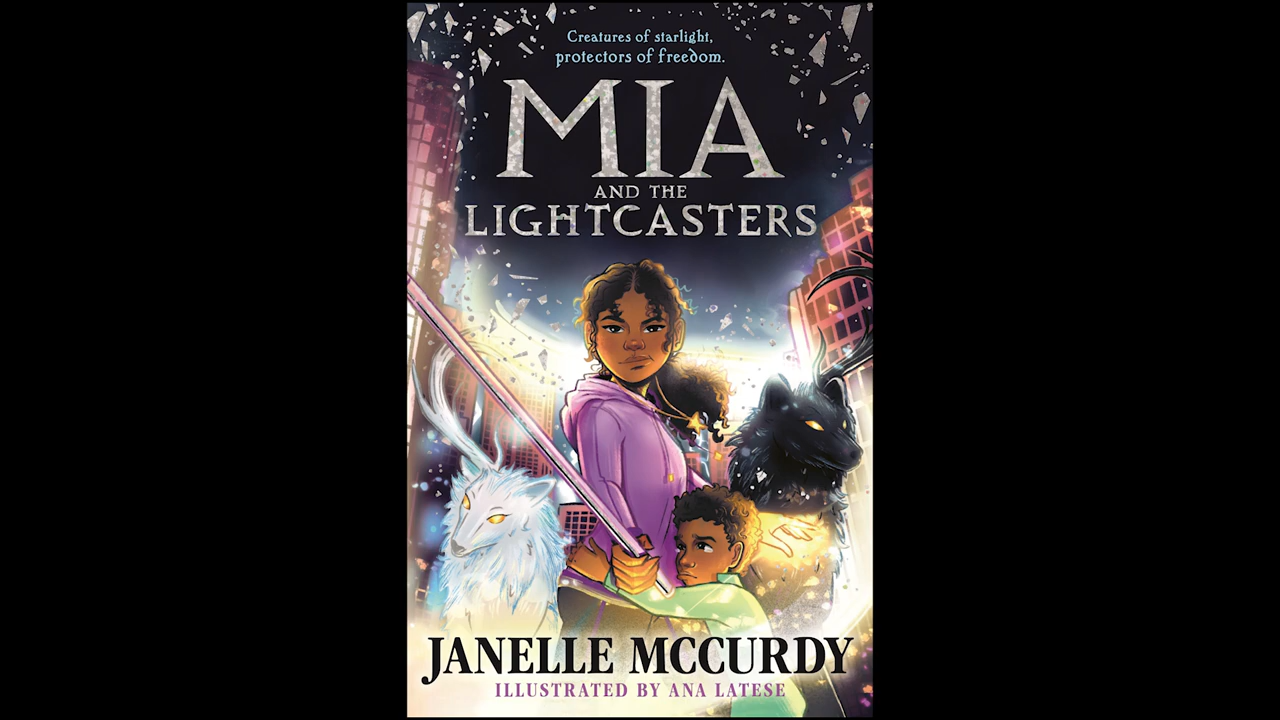 Creatures of starlight,
protectors of freedom.
MIA
AND THE
LIGHTCASTERS
JANELLE MCCURDY
ILLUSTRATED BY ANA LATESE